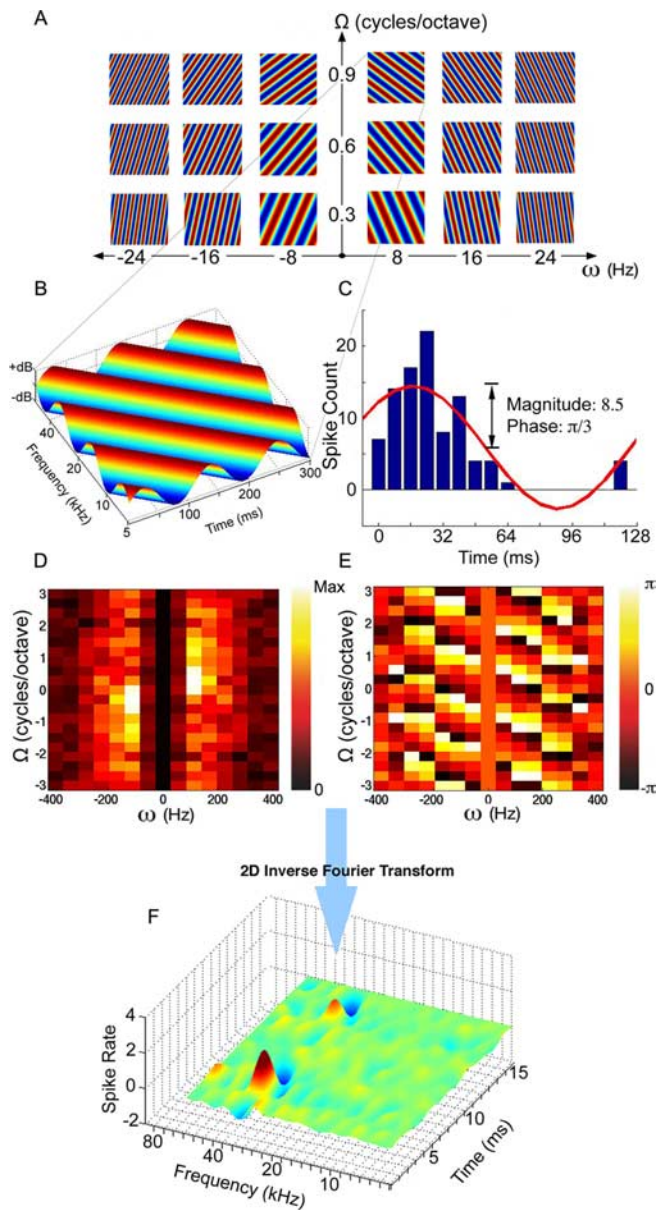 A
Ω (cycles/octave)
0.9
0.6
0.3
-24 -16 -8 8 16 24
ω (Hz)
B
+dB
-dB
40
20
10
5
Frequency (kHz)
100
200
300
Time (ms)
C
20
10
0
Spike Count
Magnitude: 8.5
Phase: π/3
0 32 64 96 128
Time (ms)
D
Ω (cycles/octave)
3
2
1
0
-1
-2
-3
-400 -200 0 200 400
ω (Hz)
Max
0
E
Ω (cycles/octave)
3
2
1
0
-1
-2
-3
-400 -200 0 200 400
ω (Hz)
π
0
-π
2D Inverse Fourier Transform
F
Spike Rate
4
2
0
-2
80 40 20 10
Frequency (kHz)
5
10
15
Time (ms)